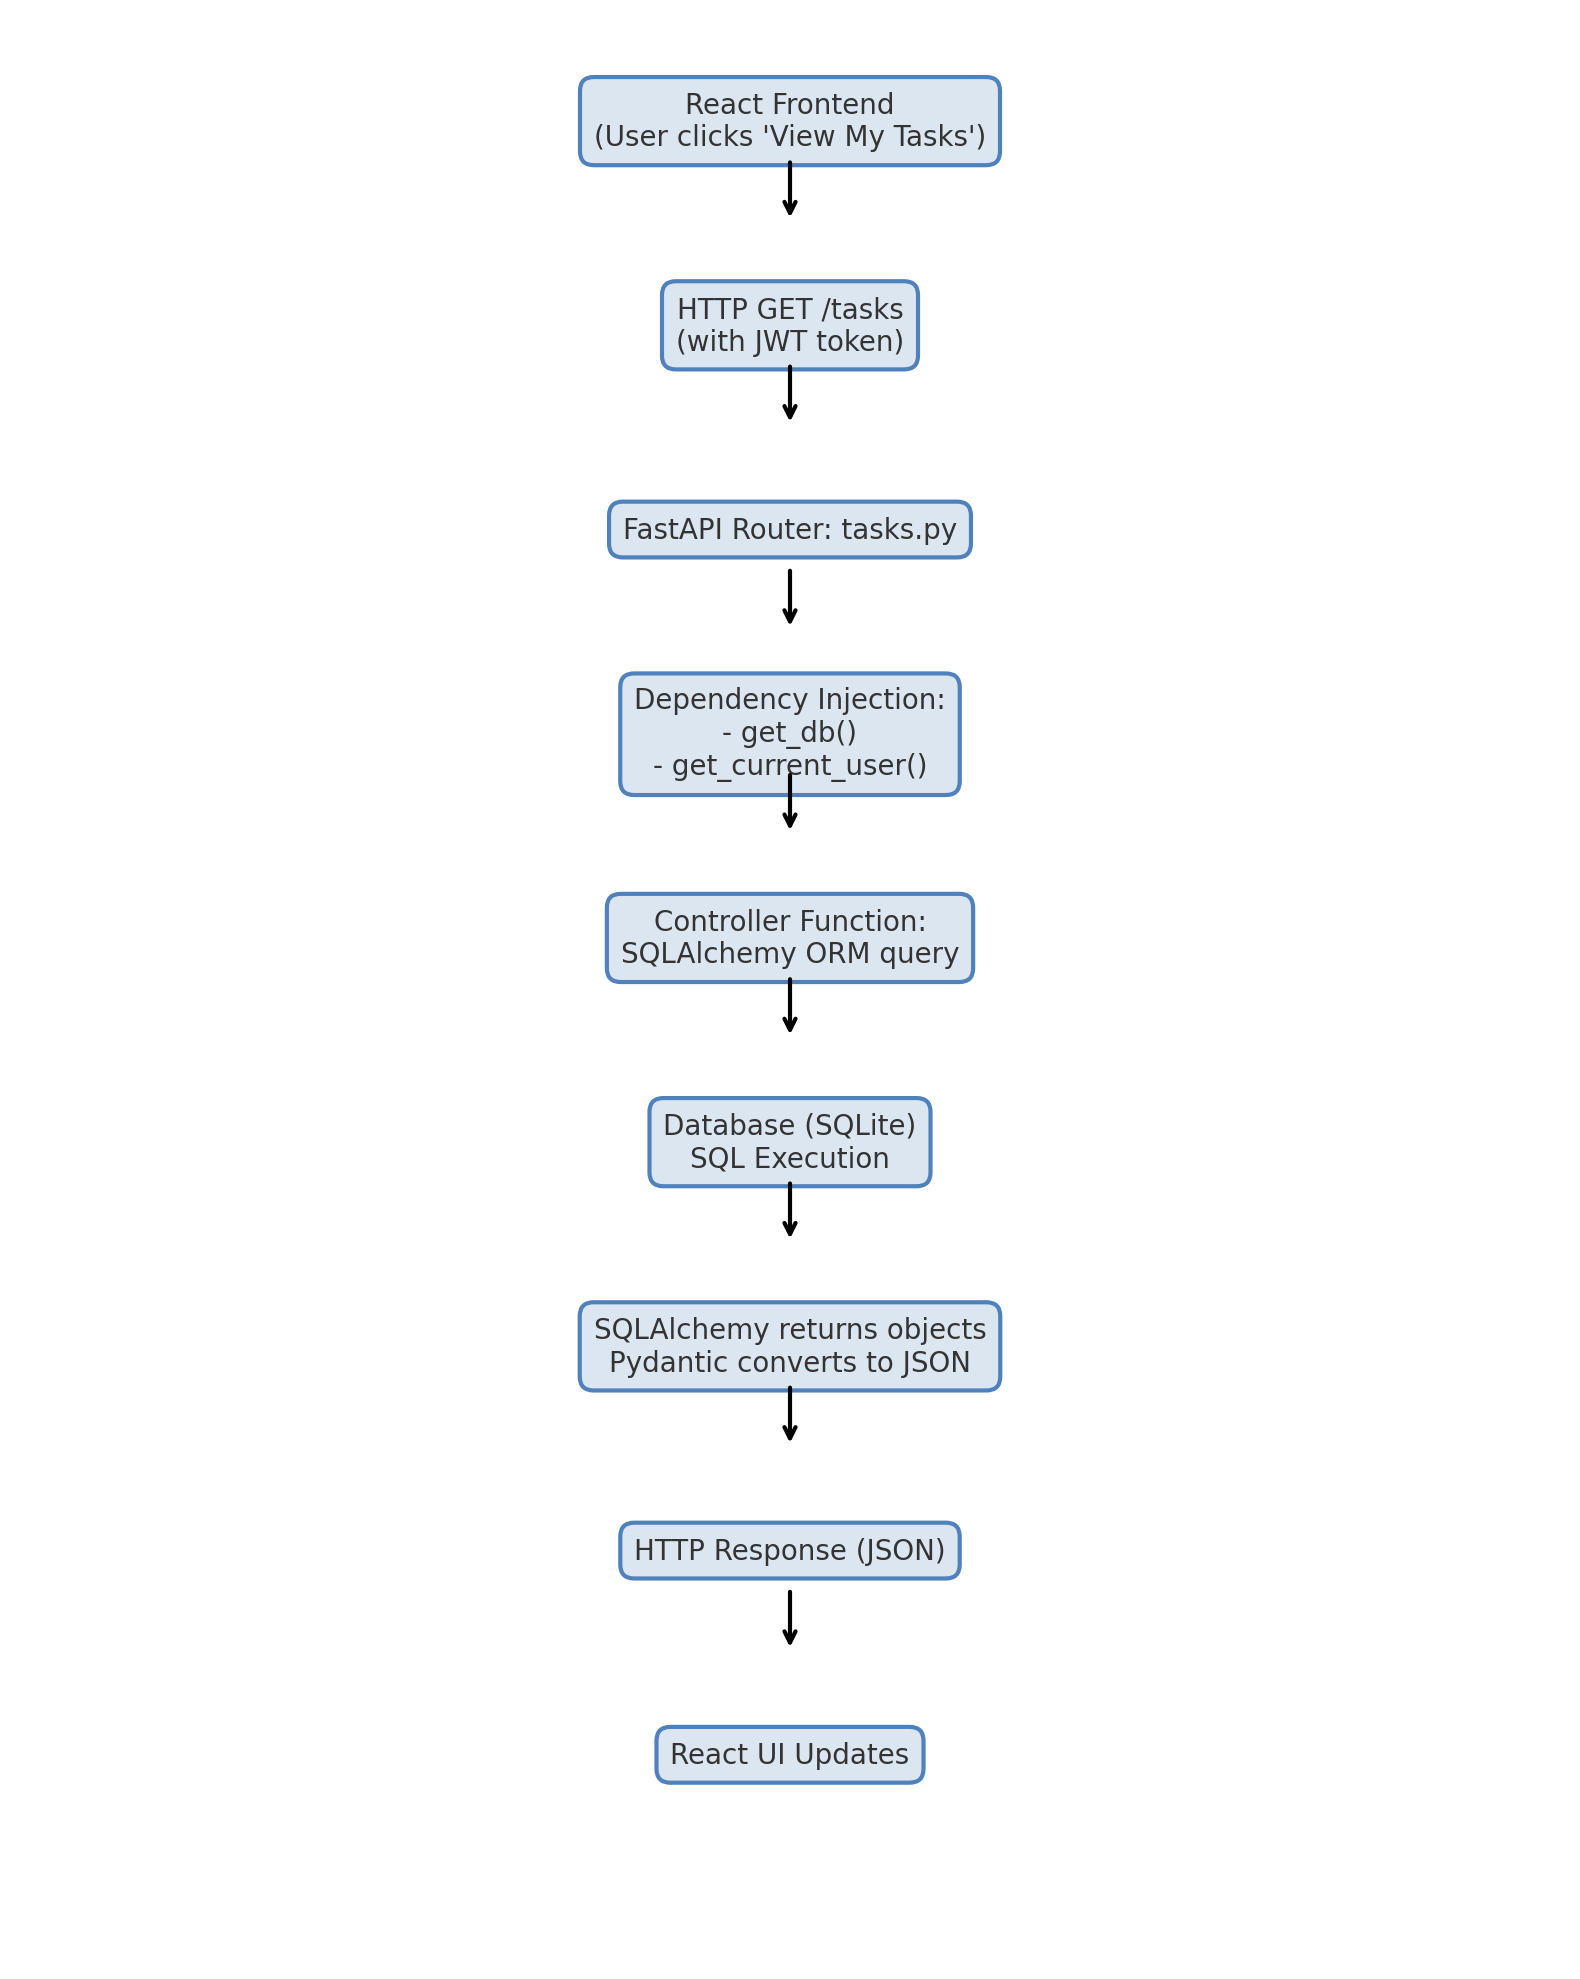 React Frontend
(User clicks 'View My Tasks')
HTTP GET /tasks
(with JWT token)
FastAPI Router: tasks.py
Dependency Injection:
- get_db()
- get_current_user()
Controller Function:
SQLAlchemy ORM query
Database (SQLite)
SQL Execution
SQLAlchemy returns objects
Pydantic converts to JSON
HTTP Response (JSON)
React UI Updates